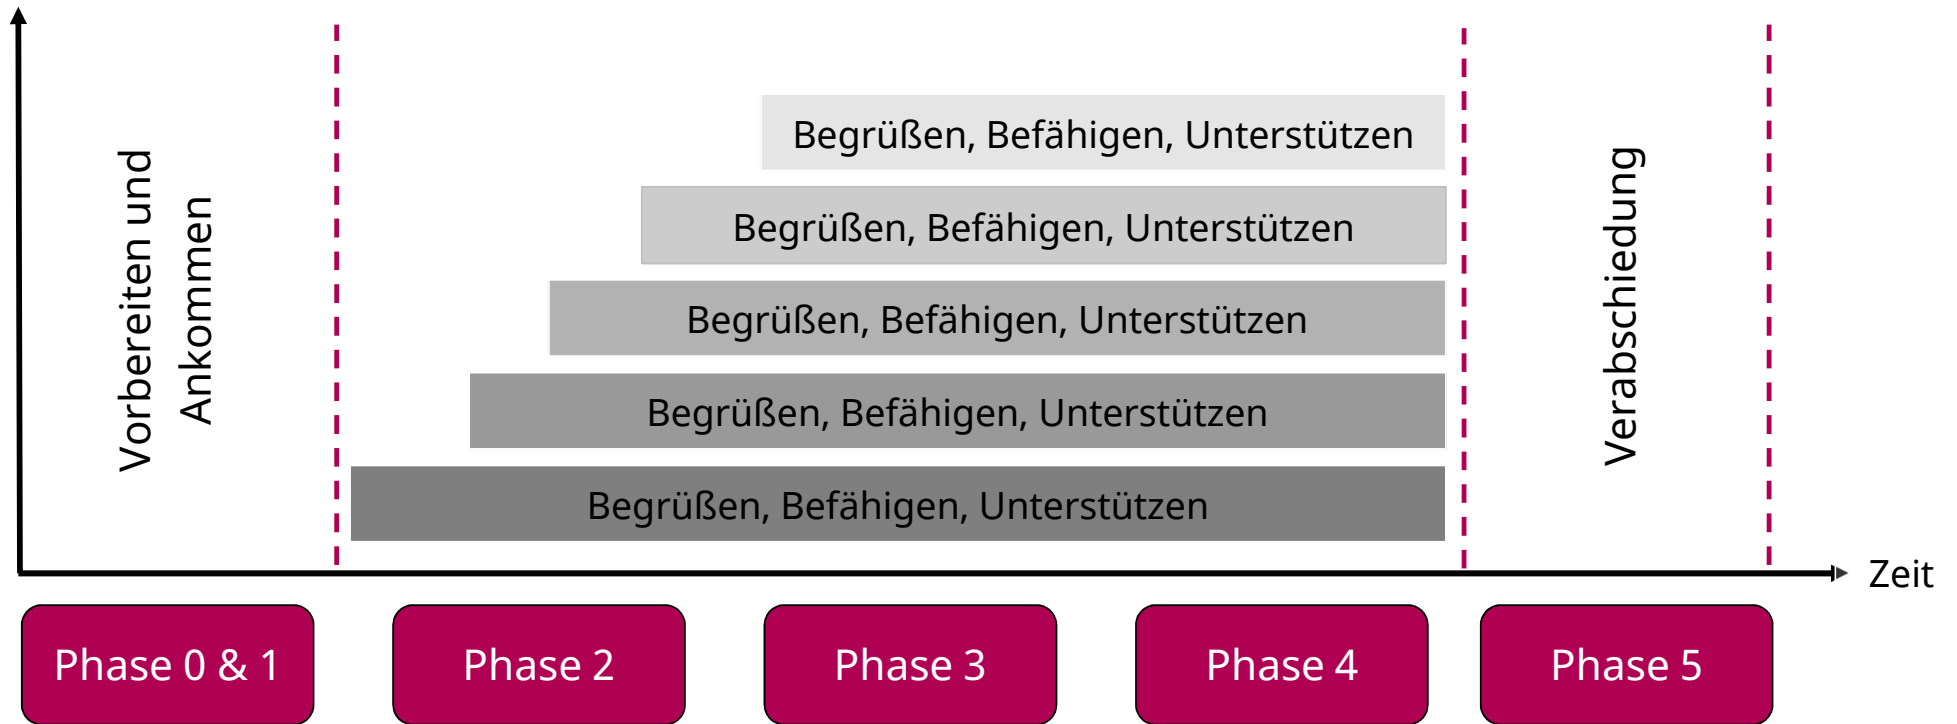 Vorbereiten und
Ankommen
Begrüßen, Befähigen, Unterstützen
Begrüßen, Befähigen, Unterstützen
Begrüßen, Befähigen, Unterstützen
Begrüßen, Befähigen, Unterstützen
Begrüßen, Befähigen, Unterstützen
Verabschiedung
Zeit
Phase 0 & 1
Phase 2
Phase 3
Phase 4
Phase 5